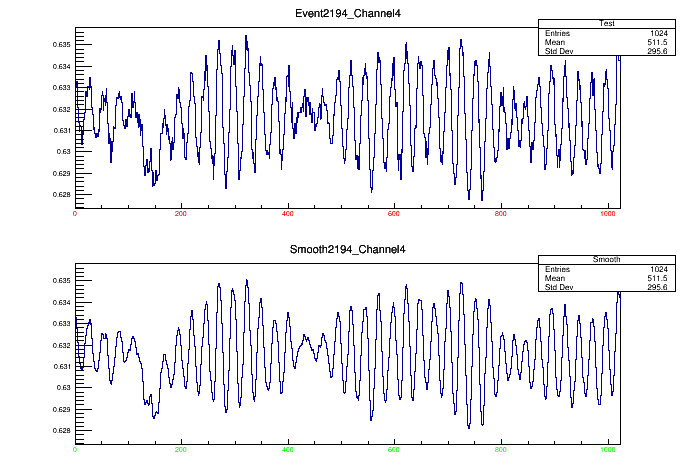 Event2194_Channel4
Test
Entries 1024
Mean 511.5
Std Dev 295.6
0.635
0.634
0.633
0.632
0.631
0.63
0.629
0.628
0 200 400 600 800 1000
Smooth2194_Channel4
Smooth
Entries 1024
Mean 511.5
Std Dev 295.6
0.635
0.634
0.633
0.632
0.631
0.63
0.629
0.628
0 200 400 600 800 1000